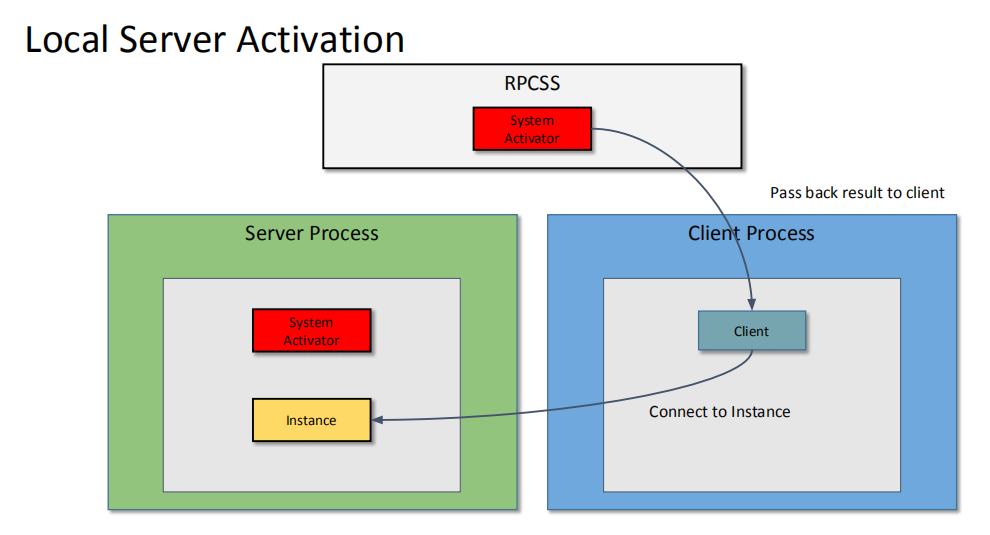 Local Server Activation
RPCSS
System
Activator
Pass back result to client
Server Process
Client Process
System
Activator
Client
Connect to Instance
Instance